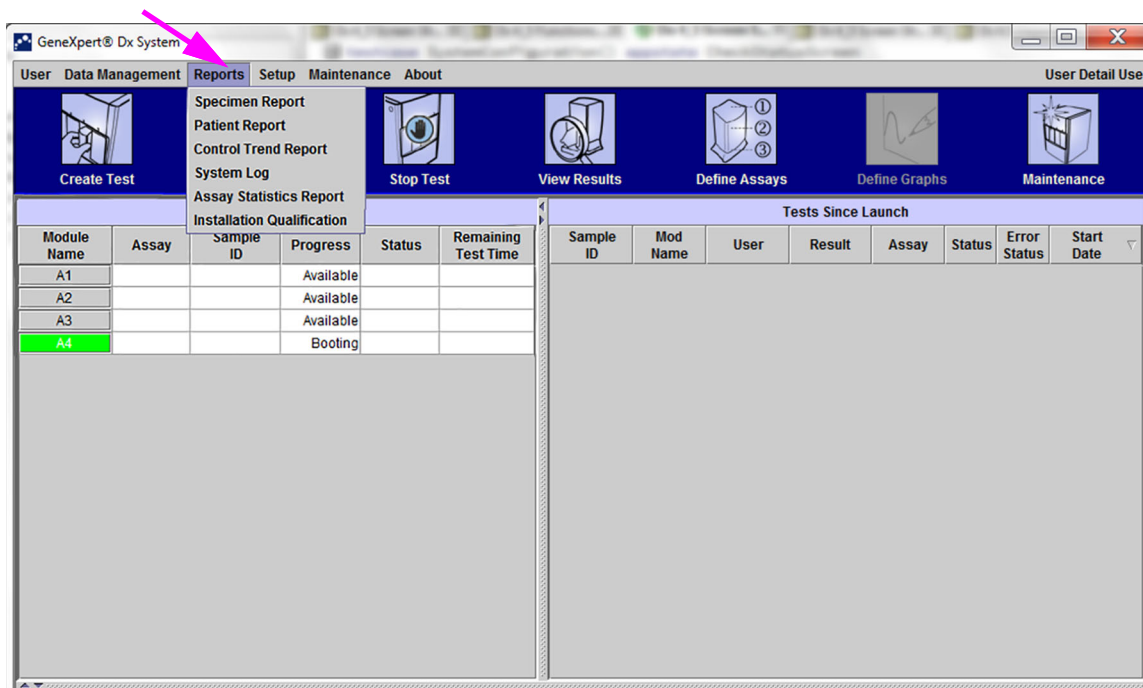 GeneXpert® Dx System
User Data Management Reports Setup Maintenance About User Detail Use
Specimen Report
Patient Report
Control Trend Report
System Log
Assay Statistics Report
Installation Qualification
Create Test Stop Test View Results Define Assays Define Graphs Maintenance
①
②
③
Tests Since Launch
Module Name Assay Sample ID Progress Status Remaining Test Time
Sample ID Mod Name User Result Assay Status Error Status Start Date
A1 Available
A2 Available
A3 Available
A4 Booting